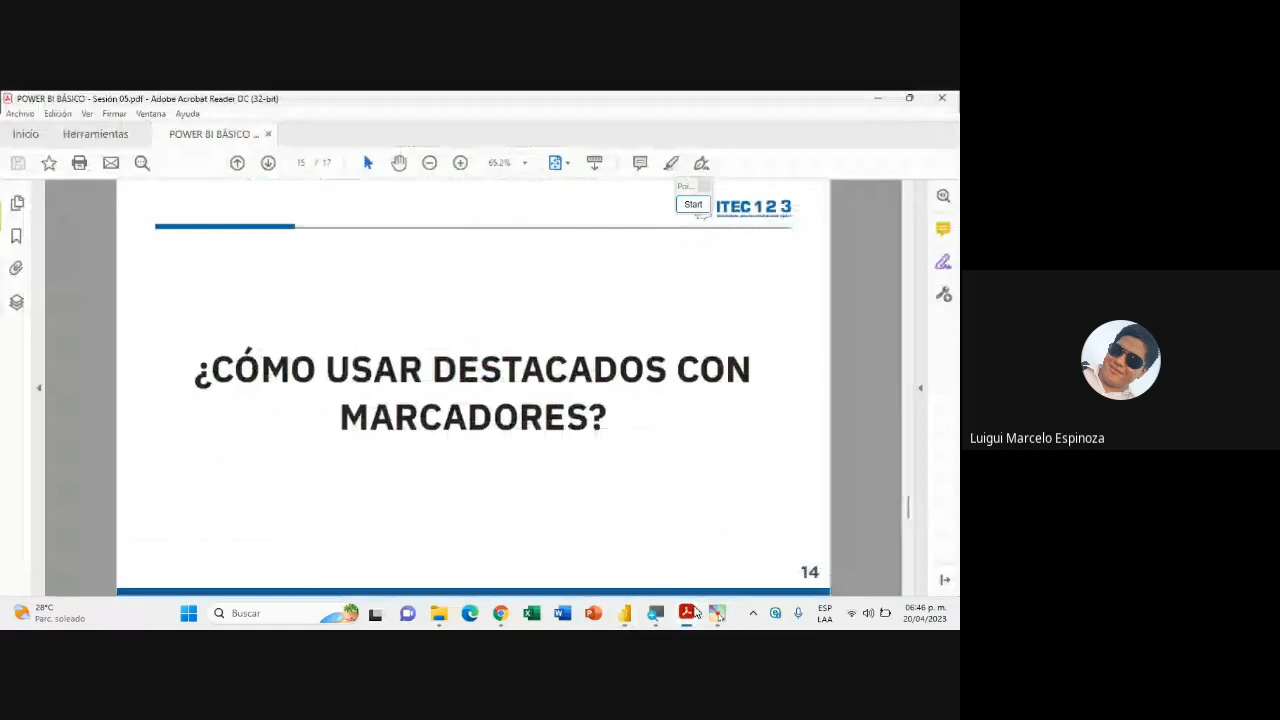 POWER BI BÁSICO - Sesión 05.pdf - Adobe Acrobat Reader DC (32-bit)
Archivo Edición Ver Firmar Ventana Ayuda
Inicio Herramientas POWER BI BÁSICO ...
15 / 17 65.2%
Poi...
Start
ITEC 1 2 3
¿CÓMO USAR DESTACADOS CON
MARCADORES?
14
Luigui Marcelo Espinoza
28°C
Parc. soleado
Buscar
ESP
LAA
06:46 p. m.
20/04/2023